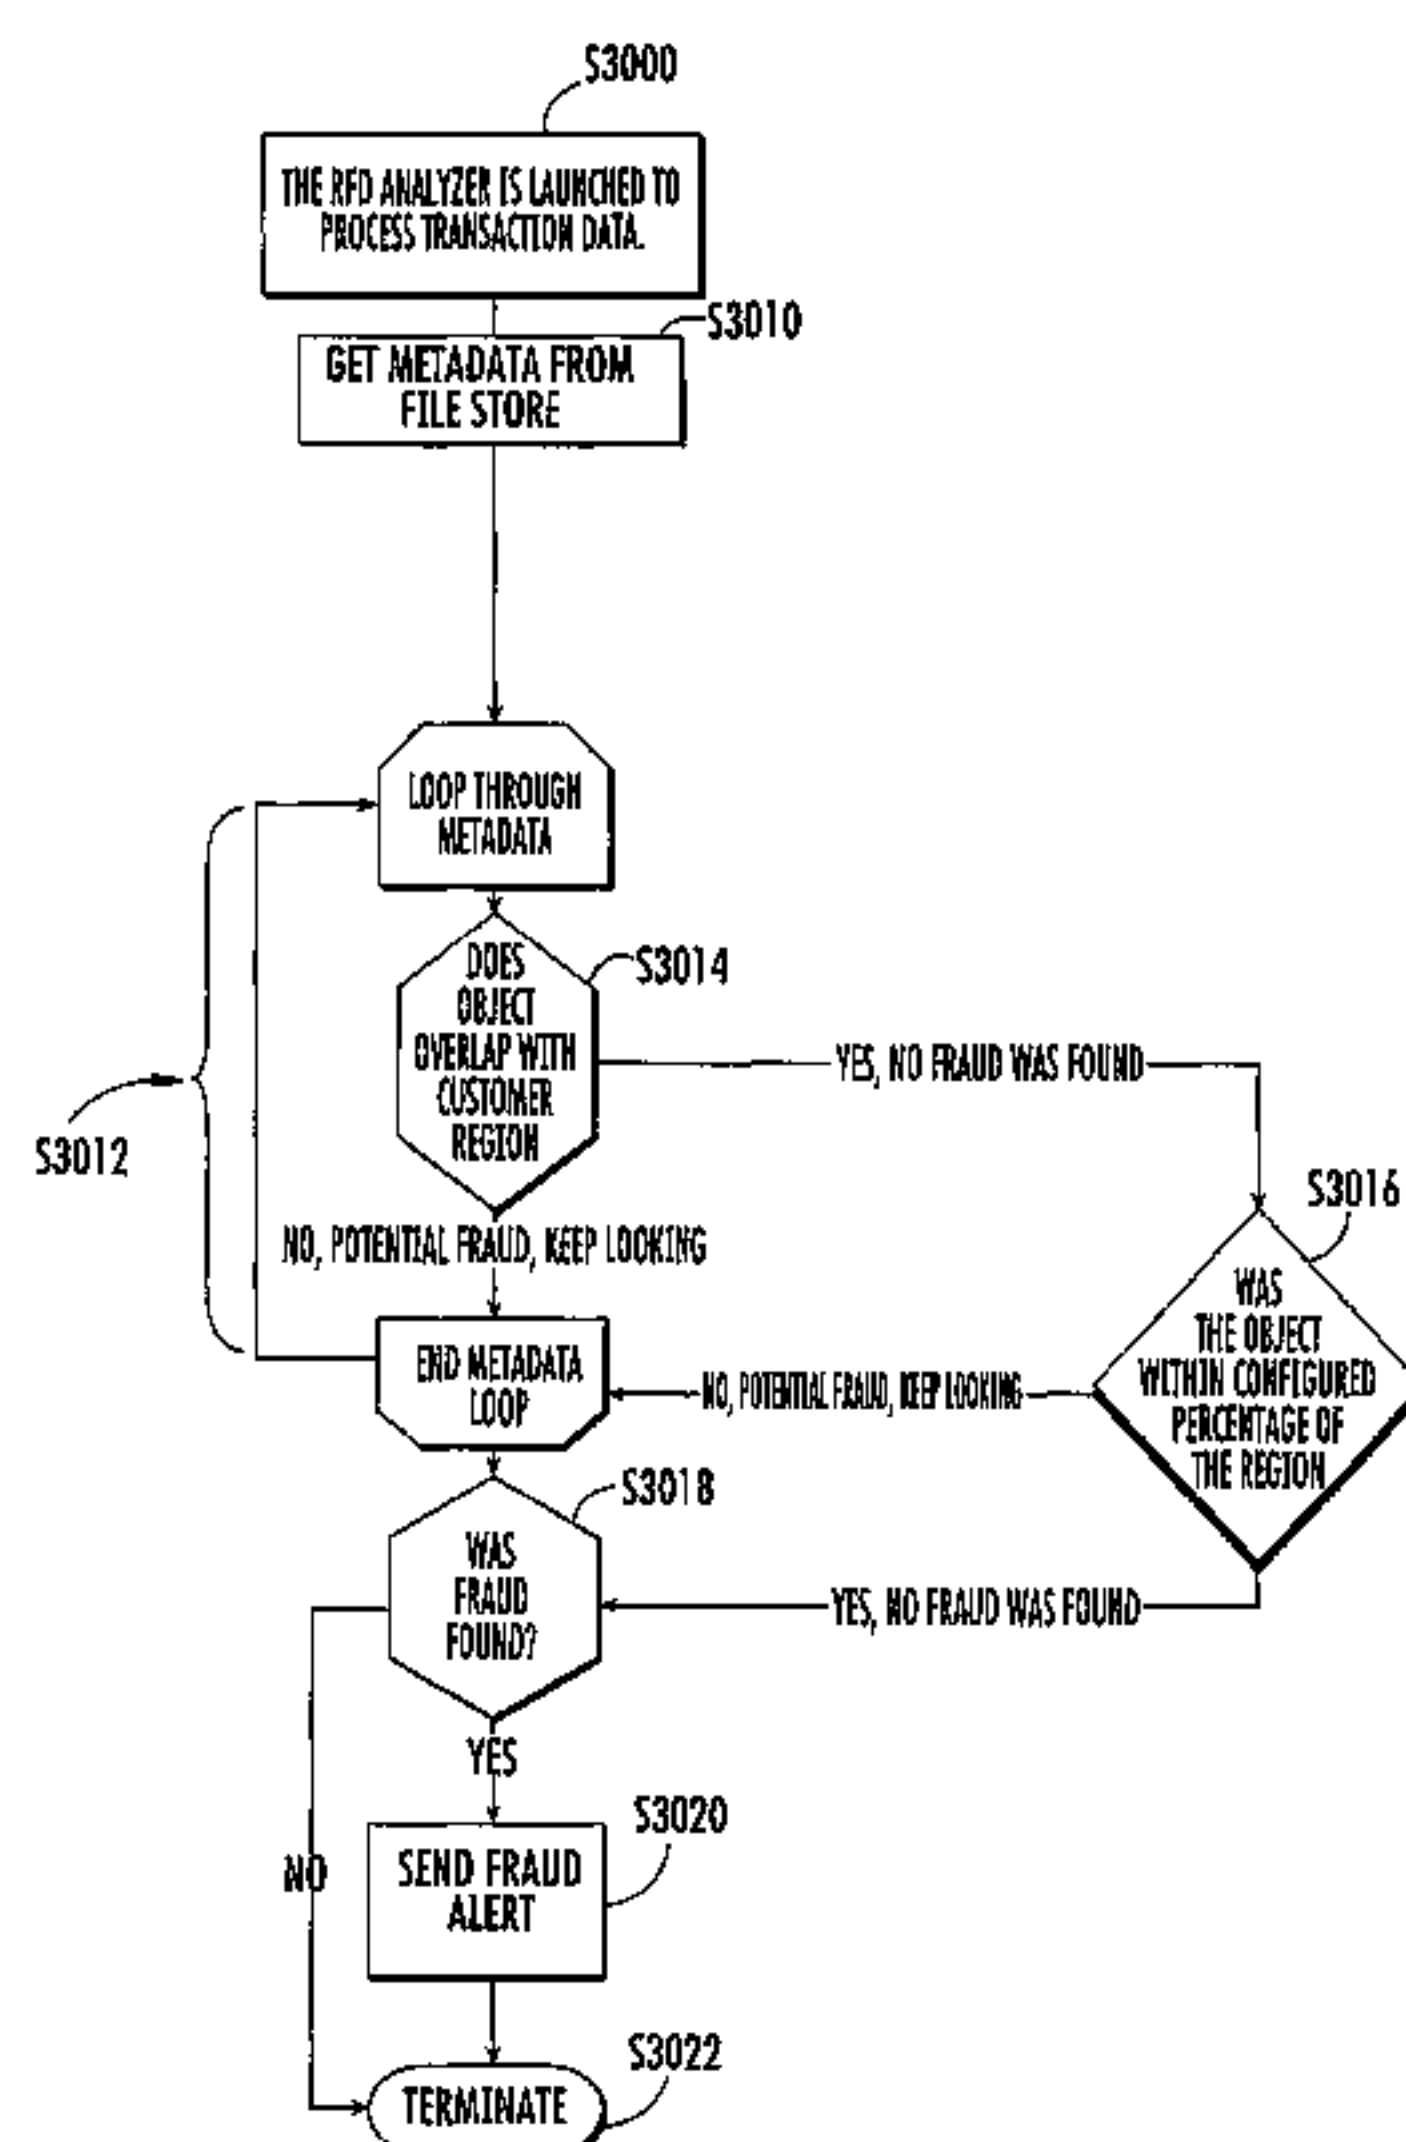 S3000
THE RFD ANALYZER IS LAUNCHED TO
PROCESS TRANSACTION DATA.
S3010
GET METADATA FROM
FILE STORE
LOOP THROUGH
METADATA
S3012
DOES
OBJECT
OVERLAP WITH
CUSTOMER
REGION
S3014
YES, NO FRAUD WAS FOUND
NO, POTENTIAL FRAUD, KEEP LOOKING
S3016
WAS
THE OBJECT
WITHIN CONFIGURED
PERCENTAGE OF
THE REGION
END METADATA
LOOP
NO, POTENTIAL FRAUD, KEEP LOOKING
S3018
WAS
FRAUD
FOUND?
YES, NO FRAUD WAS FOUND
YES
NO
S3020
SEND FRAUD
ALERT
S3022
TERMINATE